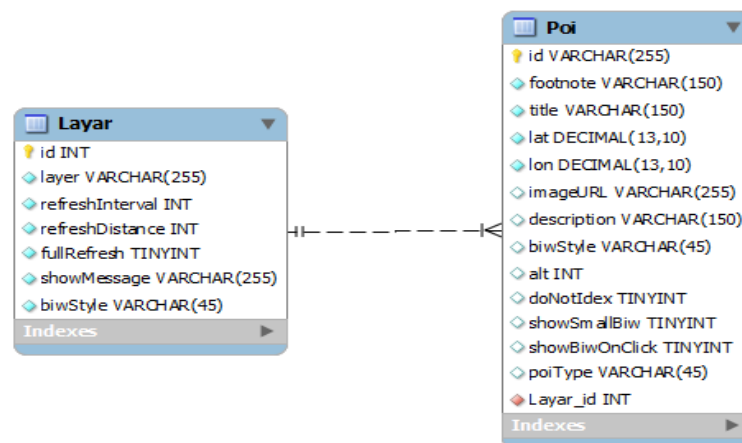 Layar
id INT
layer VARCHAR(255)
refreshInterval INT
refreshDistance INT
fullRefresh TINYINT
showMessage VARCHAR(255)
biwStyle VARCHAR(45)
Indexes
Poi
id VARCHAR(255)
footnote VARCHAR(150)
title VARCHAR(150)
lat DECIMAL(13,10)
lon DECIMAL(13,10)
imageURL VARCHAR(255)
description VARCHAR(150)
biwStyle VARCHAR(45)
alt INT
doNotIdex TINYINT
showSmallBiw TINYINT
showBiwOnClick TINYINT
poiType VARCHAR(45)
Layar_id INT
Indexes